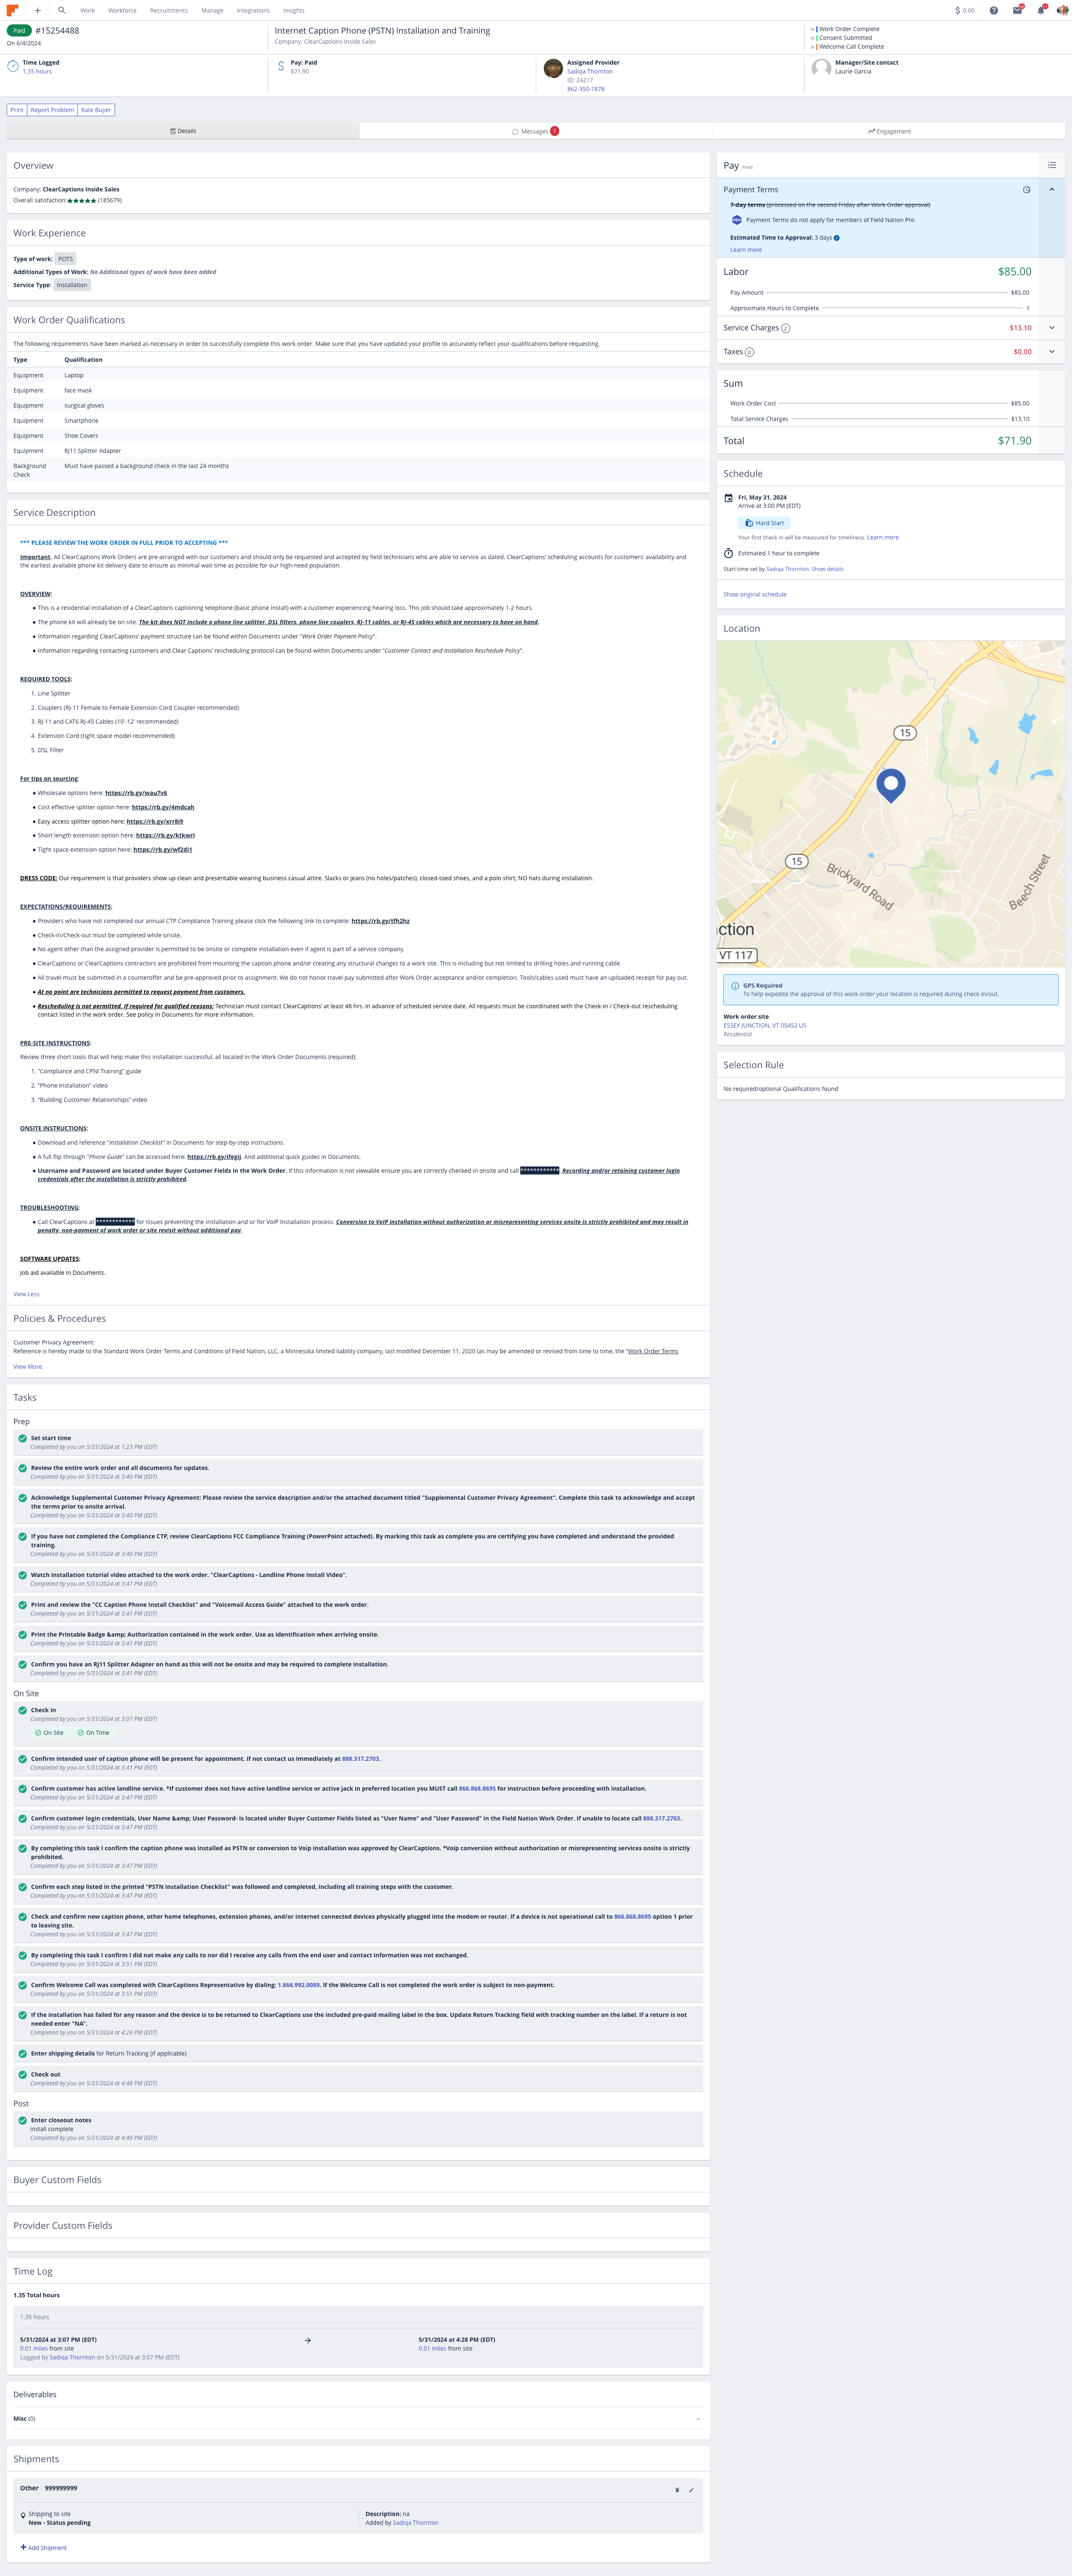 Work
Workforce
Recruitments
Manage
Integrations
Insights
$ 0.00
Paid #15254488
On 6/4/2024
Internet Caption Phone (PSTN) Installation and Training
Company: ClearCaptions Inside Sales
Work Order Complete
Consent Submitted
Welcome Call Complete
Time Logged
1.35 hours
Pay: Paid
$71.90
Assigned Provider
Sadiqa Thornton
ID: 24217
862-350-1878
Manager/Site contact
Laurie Garcia
Print
Report Problem
Rate Buyer
Details
Messages 1
Engagement
Overview
Company: ClearCaptions Inside Sales
Overall satisfaction:★★★★★ (185679)
Work Experience
Type of work: POTS
Additional Types of Work: No Additional types of work have been added
Service Type: Installation
Work Order Qualifications
The following requirements have been marked as necessary in order to successfully complete this work order. Make sure that you have updated your profile to accurately reflect your qualifications before requesting.
Type Qualification
Equipment Laptop
Equipment face mask
Equipment surgical gloves
Equipment Smartphone
Equipment Shoe Covers
Equipment RJ11 Splitter Adapter
Background Must have passed a background check in the last 24 months
Check
Service Description
*** PLEASE REVIEW THE WORK ORDER IN FULL PRIOR TO ACCEPTING ***
Important. All ClearCaptions Work Orders are pre-arranged with our customers and should only be requested and accepted by field technicians who are able to service as dated. ClearCaptions' scheduling accounts for customers' availability and
the earliest available phone kit delivery date to ensure as minimal wait time as possible for our high-need population.
OVERVIEW:
● This is a residential installation of a ClearCaptions captioning telephone (basic phone install) with a customer experiencing hearing loss. This job should take approximately 1-2 hours.
● The phone kit will already be on site. The kit does NOT include a phone line splitter, DSL filters, phone line couplers, RJ-11 cables, or RJ-45 cables which are necessary to have on hand.
● Information regarding ClearCaptions' payment structure can be found within Documents under "Work Order Payment Policy".
● Information regarding contacting customers and Clear Captions' rescheduling protocol can be found within Documents under "Customer Contact and Installation Reschedule Policy".
REQUIRED TOOLS:
1. Line Splitter
2. Couplers (RJ-11 Female to Female Extension Cord Coupler recommended)
3. RJ-11 and CAT6 RJ-45 Cables (10'-12' recommended)
4. Extension Cord (tight space model recommended)
5. DSL Filter
For tips on sourcing:
● Wholesale options here: https://rb.gy/wau7v6
● Cost effective splitter option here: https://rb.gy/4mdcah
● Easy access splitter option here: https://rb.gy/xrr8i9
● Short length extension option here: https://rb.gy/ktkwri
● Tight space extension option here: https://rb.gy/wf2di1
DRESS CODE: Our requirement is that providers show up clean and presentable wearing business casual attire. Slacks or jeans (no holes/patches), closed-toed shoes, and a polo shirt; NO hats during installation.
EXPECTATIONS/REQUIREMENTS:
● Providers who have not completed our annual CTP Compliance Training please click the following link to complete: https://rb.gy/tfh2hz
● Check-in/Check-out must be completed while onsite.
● No agent other than the assigned provider is permitted to be onsite or complete installation even if agent is part of a service company.
● ClearCaptions or ClearCaptions contractors are prohibited from mounting the caption phone and/or creating any structural changes to a work site. This is including but not limited to drilling holes and running cable.
● All travel must be submitted in a counteroffer and be pre-approved prior to assignment. We do not honor travel pay submitted after Work Order acceptance and/or completion. Tools/cables used must have an uploaded receipt for pay out.
● At no point are technicians permitted to request payment from customers.
● Rescheduling is not permitted. If required for qualified reasons: Technician must contact ClearCaptions' at least 48 hrs. in advance of scheduled service date. All requests must be coordinated with the Check-in / Check-out rescheduling
contact listed in the work order. See policy in Documents for more information.
PRE-SITE INSTRUCTIONS:
Review three short tools that will help make this installation successful, all located in the Work Order Documents (required):
1. "Compliance and CPNI Training" guide
2. "Phone Installation" video
3. "Building Customer Relationships" video
ONSITE INSTRUCTIONS:
● Download and reference "Installation Checklist" in Documents for step-by-step instructions.
● A full flip through "Phone Guide" can be accessed here: https://rb.gy/ifegij. And additional quick guides in Documents.
● Username and Password are located under Buyer Customer Fields in the Work Order. If this information is not viewable ensure you are correctly checked in onsite and call ************. Recording and/or retaining customer login
credentials after the installation is strictly prohibited.
TROUBLESHOOTING:
● Call ClearCaptions at ************ for issues preventing the installation and or for VoIP Installation process. Conversion to VoIP installation without authorization or misrepresenting services onsite is strictly prohibited and may result in
penalty, non-payment of work order or site revisit without additional pay.
SOFTWARE UPDATES:
Job aid available in Documents.
View Less
Policies & Procedures
Customer Privacy Agreement:
Reference is hereby made to the Standard Work Order Terms and Conditions of Field Nation, LLC, a Minnesota limited liability company, last modified December 11, 2020 (as may be amended or revised from time to time, the "Work Order Terms
View More
Tasks
Prep
Set start time
Completed by you on 5/31/2024 at 1:23 PM (EDT)
Review the entire work order and all documents for updates.
Completed by you on 5/31/2024 at 3:40 PM (EDT)
Acknowledge Supplemental Customer Privacy Agreement: Please review the service description and/or the attached document titled "Supplemental Customer Privacy Agreement". Complete this task to acknowledge and accept
the terms prior to onsite arrival.
Completed by you on 5/31/2024 at 3:40 PM (EDT)
If you have not completed the Compliance CTP, review ClearCaptions FCC Compliance Training (PowerPoint attached). By marking this task as complete you are certifying you have completed and understand the provided
training.
Completed by you on 5/31/2024 at 3:40 PM (EDT)
Watch installation tutorial video attached to the work order. "ClearCaptions - Landline Phone Install Video".
Completed by you on 5/31/2024 at 3:41 PM (EDT)
Print and review the "CC Caption Phone Install Checklist" and "Voicemail Access Guide" attached to the work order.
Completed by you on 5/31/2024 at 3:41 PM (EDT)
Print the Printable Badge &amp; Authorization contained in the work order. Use as identification when arriving onsite.
Completed by you on 5/31/2024 at 3:41 PM (EDT)
Confirm you have an RJ11 Splitter Adapter on hand as this will not be onsite and may be required to complete installation.
Completed by you on 5/31/2024 at 3:41 PM (EDT)
On Site
Check in
Completed by you on 5/31/2024 at 3:07 PM (EDT)
On Site
On Time
Confirm intended user of caption phone will be present for appointment. If not contact us immediately at 888.317.2703.
Completed by you on 5/31/2024 at 3:41 PM (EDT)
Confirm customer has active landline service. *If customer does not have active landline service or active jack in preferred location you MUST call 866.868.8695 for instruction before proceeding with installation.
Completed by you on 5/31/2024 at 3:47 PM (EDT)
Confirm customer login credentials, User Name &amp; User Password- Is located under Buyer Customer Fields listed as "User Name" and "User Password" in the Field Nation Work Order. If unable to locate call 888.317.2703.
Completed by you on 5/31/2024 at 3:47 PM (EDT)
By completing this task I confirm the caption phone was installed as PSTN or conversion to Voip installation was approved by ClearCaptions. *Voip conversion without authorization or misrepresenting services onsite is strictly
prohibited.
Completed by you on 5/31/2024 at 3:47 PM (EDT)
Confirm each step listed in the printed "PSTN Installation Checklist" was followed and completed, including all training steps with the customer.
Completed by you on 5/31/2024 at 3:47 PM (EDT)
Check and confirm new caption phone, other home telephones, extension phones, and/or internet connected devices physically plugged into the modem or router. If a device is not operational call to 866.868.8695 option 1 prior
to leaving site.
Completed by you on 5/31/2024 at 3:47 PM (EDT)
By completing this task I confirm I did not make any calls to nor did I receive any calls from the end user and contact information was not exchanged.
Completed by you on 5/31/2024 at 3:51 PM (EDT)
Confirm Welcome Call was completed with ClearCaptions Representative by dialing: 1.866.992.0089. If the Welcome Call is not completed the work order is subject to non-payment.
Completed by you on 5/31/2024 at 3:51 PM (EDT)
If the installation has failed for any reason and the device is to be returned to ClearCaptions use the included pre-paid mailing label in the box. Update Return Tracking field with tracking number on the label. If a return is not
needed enter "NA".
Completed by you on 5/31/2024 at 4:26 PM (EDT)
Enter shipping details for Return Tracking (if applicable)
Check out
Completed by you on 5/31/2024 at 4:48 PM (EDT)
Post
Enter closeout notes
install complete
Completed by you on 5/31/2024 at 4:49 PM (EDT)
Buyer Custom Fields
Provider Custom Fields
Time Log
1.35 Total hours
1.35 hours
5/31/2024 at 3:07 PM (EDT) → 5/31/2024 at 4:28 PM (EDT)
0.01 miles from site 0.01 miles from site
Logged by Sadiqa Thornton on 5/31/2024 at 3:07 PM (EDT)
Deliverables
Misc (0)
Shipments
Other 999999999
Shipping to site
New - Status pending
Description: na
Added by Sadiqa Thornton
+ Add Shipment
Pay Fixed
Payment Terms
7-day terms (processed on the second Friday after Work Order approval)
PRO Payment Terms do not apply for members of Field Nation Pro
Estimated Time to Approval: 3 days
Learn more
Labor $85.00
Pay Amount $85.00
Approximate Hours to Complete 1
Service Charges 2 $13.10
Taxes 0 $0.00
Sum
Work Order Cost $85.00
Total Service Charges $13.10
Total $71.90
Schedule
Fri, May 31, 2024
Arrive at 3:00 PM (EDT)
Hard Start
Your first check in will be measured for timeliness. Learn more
Estimated 1 hour to complete
Start time set by Sadiqa Thornton. Show details
Show original schedule
Location
15
15
Brickyard Road
Beech Street
ction
VT 117
GPS Required
To help expedite the approval of this work order your location is required during check in/out.
Work order site
ESSEX JUNCTION, VT 05452 US
Residential
Selection Rule
No required/optional Qualifications found